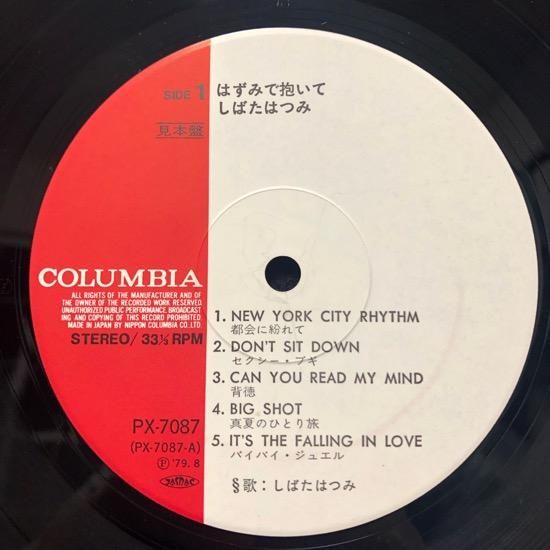 SIDE 1
はずみで抱いて
しばたはつみ
見本盤
COLUMBIA
ALL RIGHTS OF THE MANUFACTURER AND OF
THE OWNER OF THE RECORDED WORK RESERVED.
UNAUTHORIZED PUBLIC PERFORMANCE, BROADCAST
ING AND COPYING OF THIS RECORD PROHIBITED.
MADE IN JAPAN BY NIPPON COLUMBIA CO. LTD.
STEREO/33⅓ RPM
PX-7087
(PX-7087-A)
Ⓟ '79. 8
JASRAC
1. NEW YORK CITY RHYTHM
都会に紛れて
2. DON'T SIT DOWN
セクシー・ブギ
3. CAN YOU READ MY MIND
背徳
4. BIG SHOT
真夏のひとり旅
5. IT'S THE FALLING IN LOVE
バイバイ・ジュエル
§歌：しばたはつみ